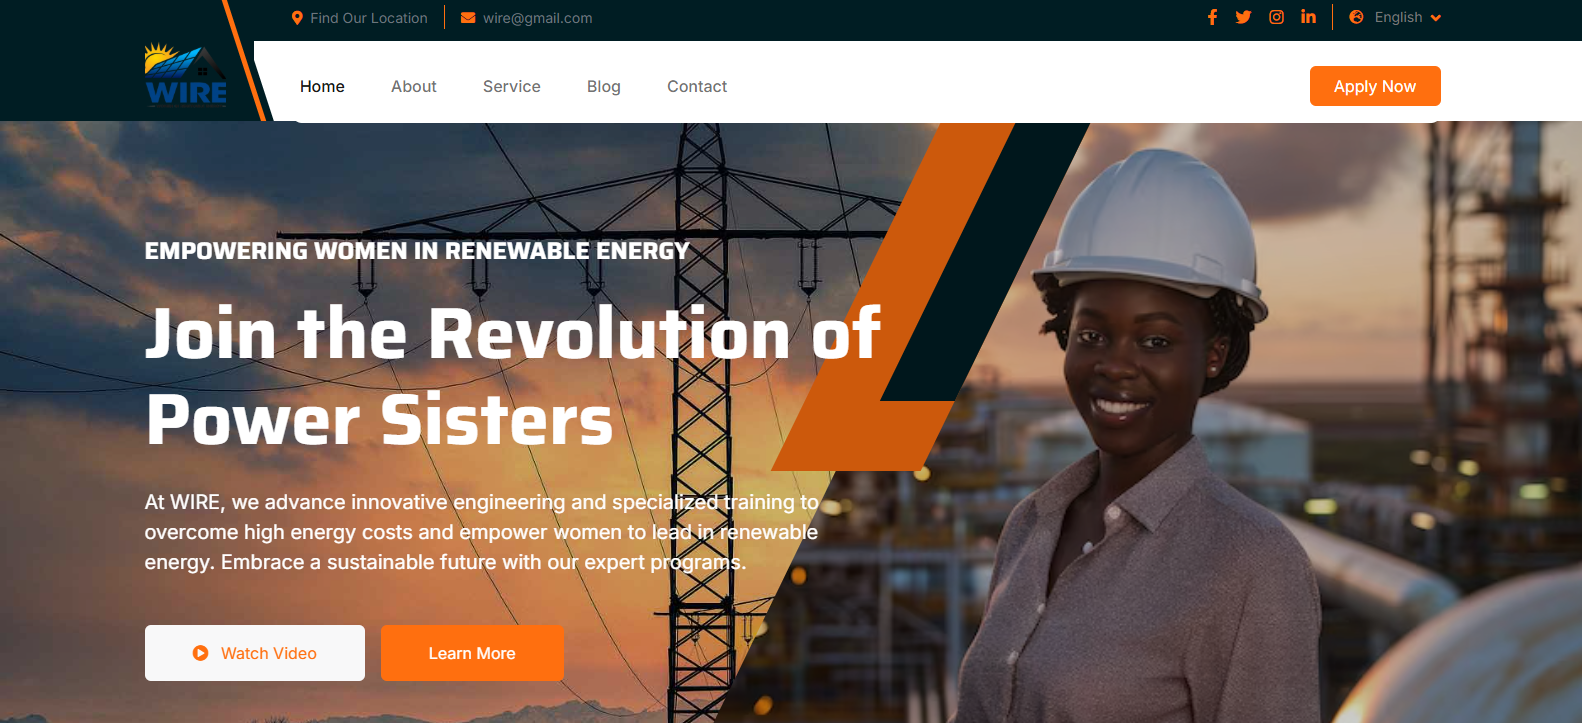 Find Our Location
wire@gmail.com
English
WIRE
Home
About
Service
Blog
Contact
Apply Now
EMPOWERING WOMEN IN RENEWABLE ENERGY
Join the Revolution of
Power Sisters
At WIRE, we advance innovative engineering and specialized training to
overcome high energy costs and empower women to lead in renewable
energy. Embrace a sustainable future with our expert programs.
Watch Video
Learn More